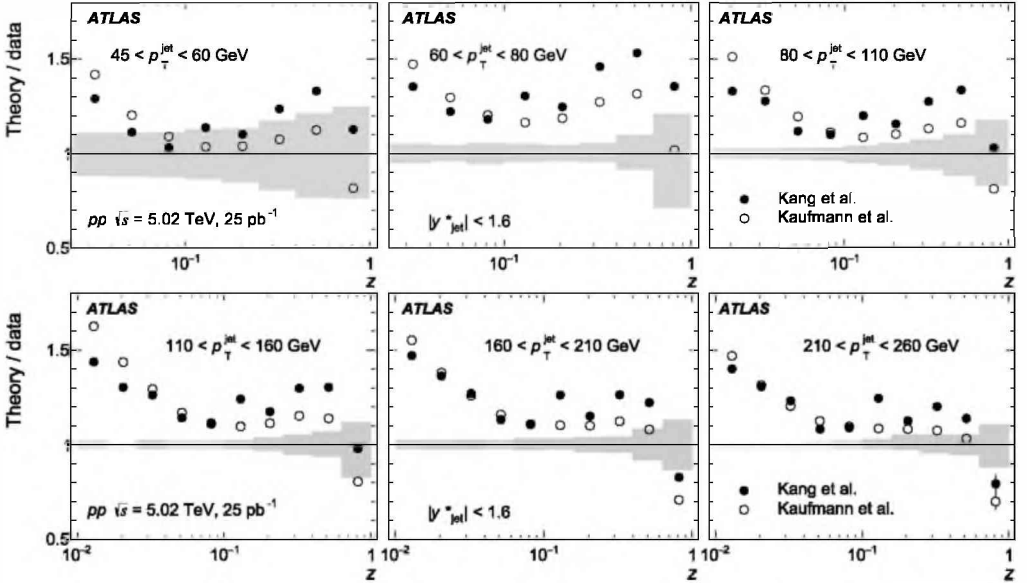 ATLAS
45 < p_T^jet < 60 GeV
Theory / data
1.5
1
0.5
pp √s = 5.02 TeV, 25 pb⁻¹
10⁻¹
1
z
ATLAS
60 < p_T^jet < 80 GeV
|y*_jet| < 1.6
10⁻¹
1
z
ATLAS
80 < p_T^jet < 110 GeV
Kang et al.
Kaufmann et al.
10⁻¹
1
z
ATLAS
110 < p_T^jet < 160 GeV
Theory / data
1.5
1
0.5
pp √s = 5.02 TeV, 25 pb⁻¹
10⁻²
10⁻¹
1
z
ATLAS
160 < p_T^jet < 210 GeV
|y*_jet| < 1.6
10⁻²
10⁻¹
1
z
ATLAS
210 < p_T^jet < 260 GeV
Kang et al.
Kaufmann et al.
10⁻²
10⁻¹
1
z